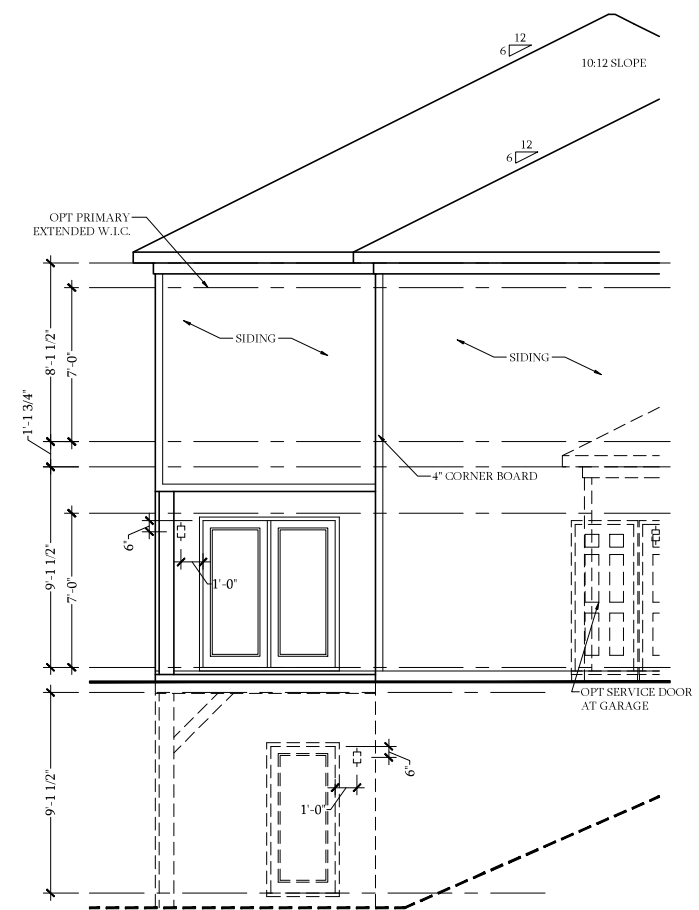 12
6
10:12 SLOPE
12
6
OPT PRIMARY
EXTENDED W.I.C.
SIDING
SIDING
8'-1 1/2"
7'-0"
1'-1 3/4"
4" CORNER BOARD
6"
1'-0"
9'-1 1/2"
7'-0"
OPT SERVICE DOOR
AT GARAGE
6"
1'-0"
9'-1 1/2"